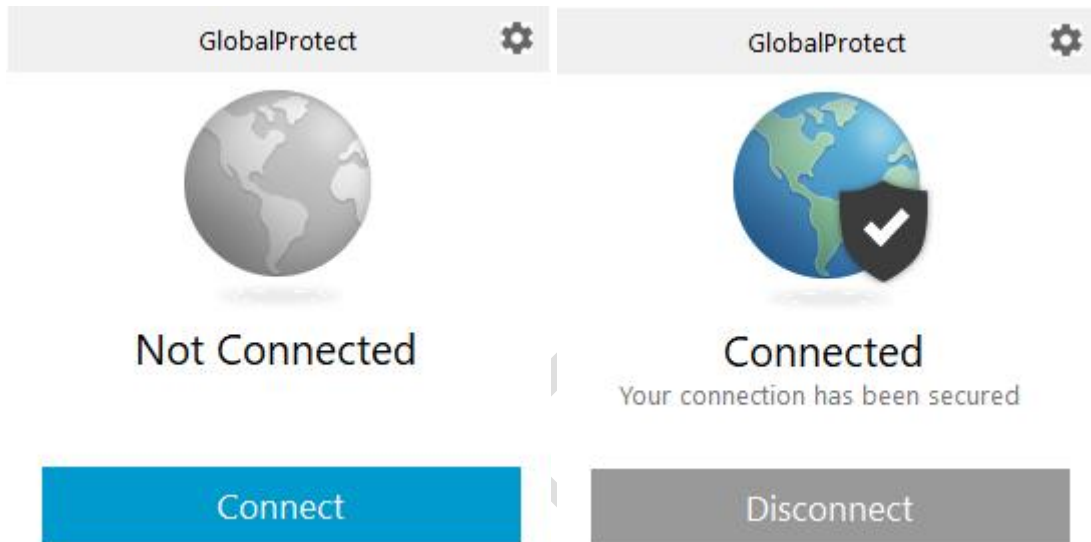 GlobalProtect
Not Connected
Connect
GlobalProtect
Connected
Your connection has been secured
Disconnect